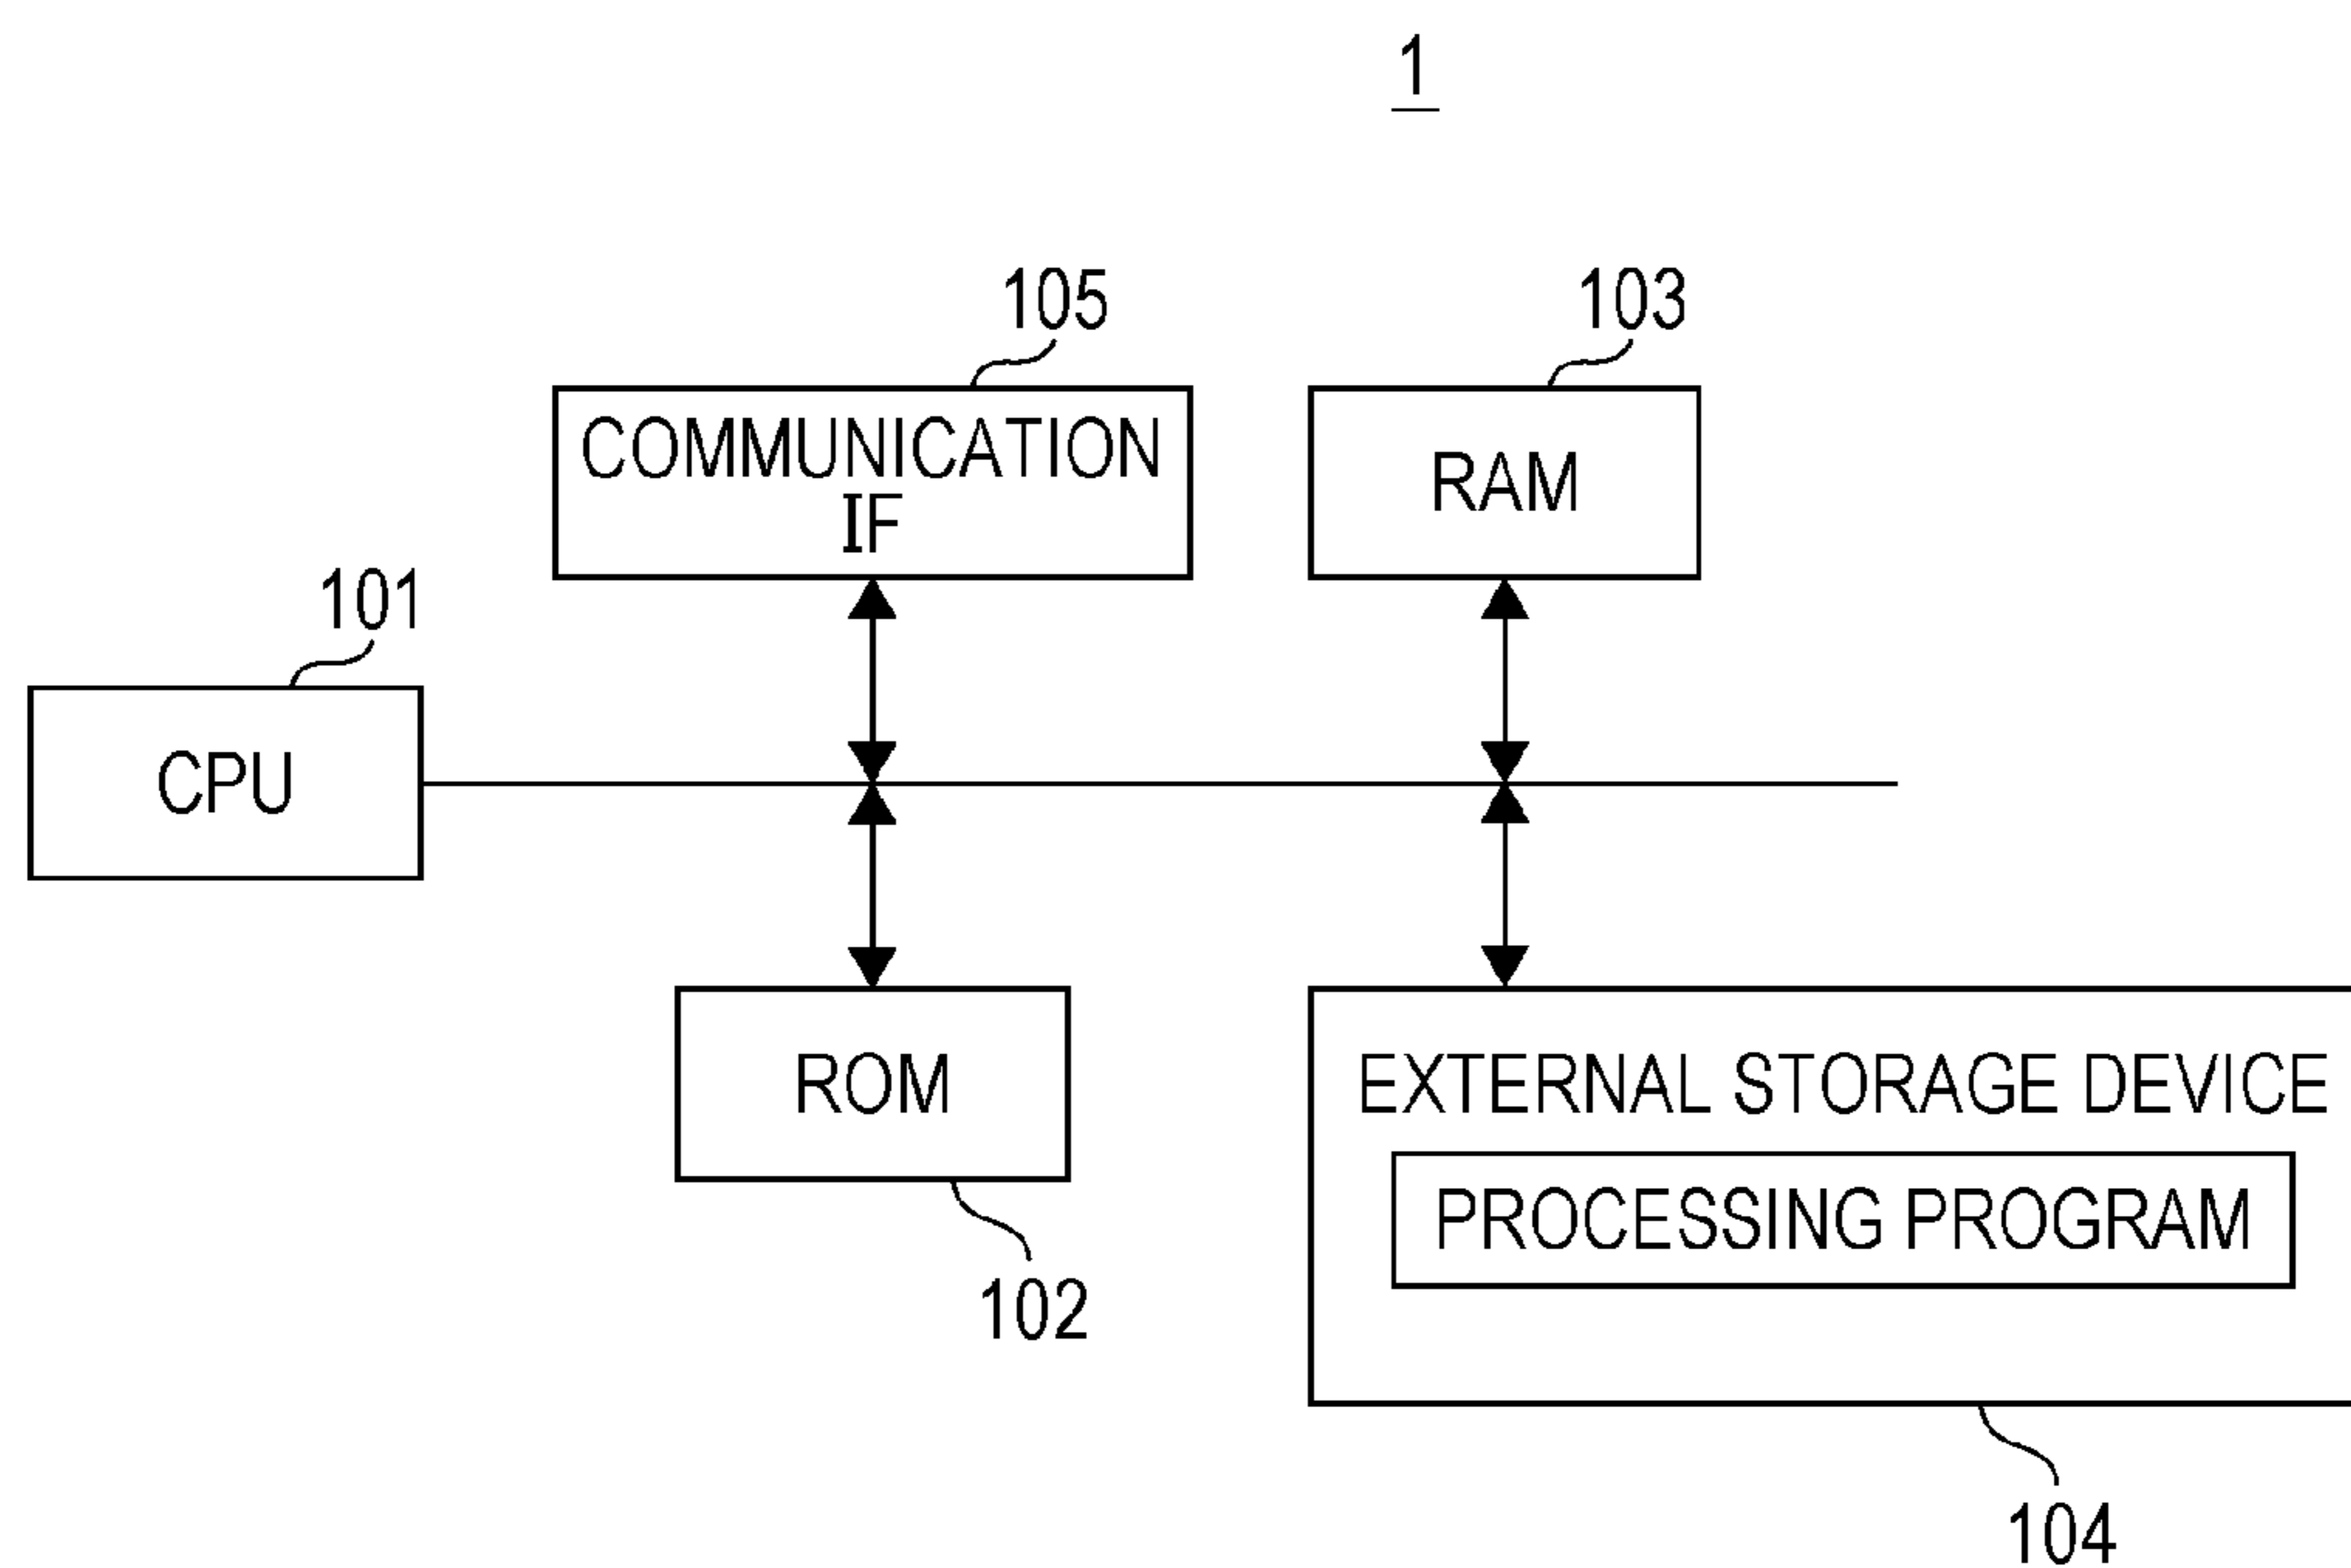 1
105
103
COMMUNICATION
IF
RAM
101
CPU
ROM
EXTERNAL STORAGE DEVICE
PROCESSING PROGRAM
102
104